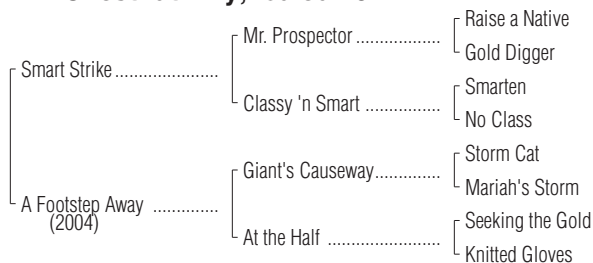 Raise a Native
Mr. Prospector ..................
Gold Digger
Smart Strike ......................
Smarten
Classy 'n Smart ................
No Class
Storm Cat
Giant's Causeway..............
Mariah's Storm
A Footstep Away ..............
(2004)
Seeking the Gold
At the Half ........................
Knitted Gloves